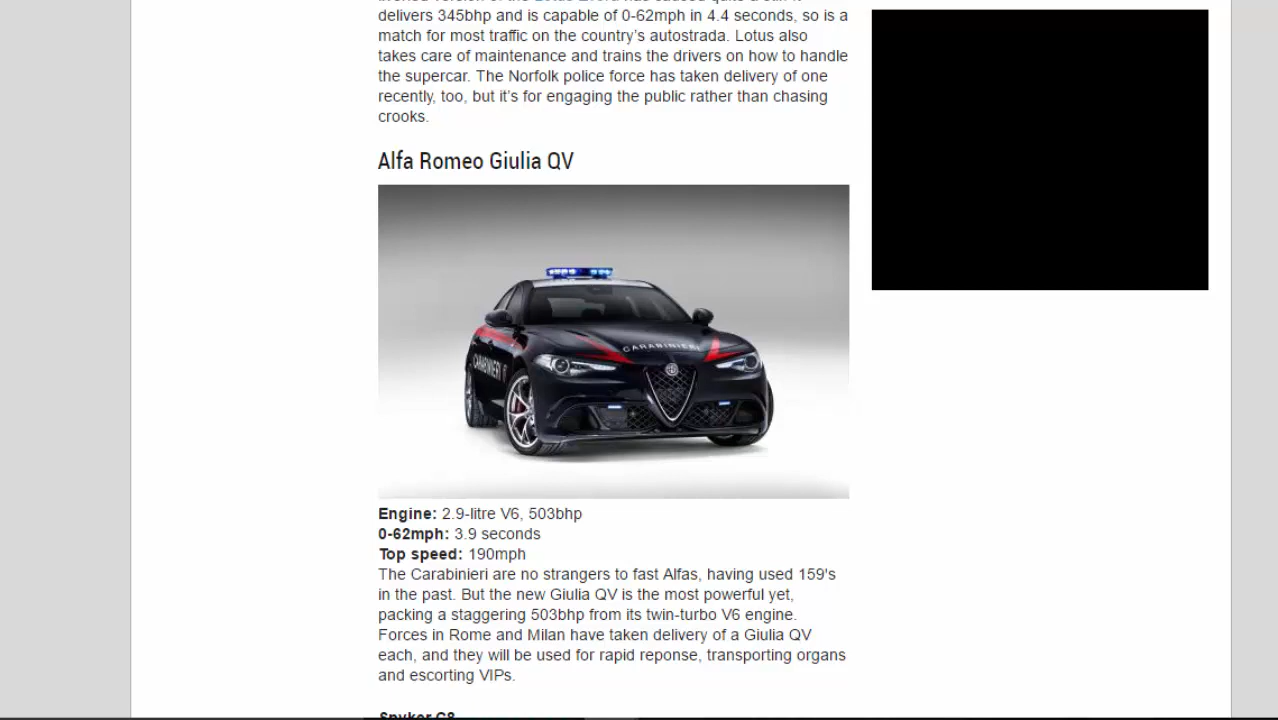 delivers 345bhp and is capable of 0-62mph in 4.4 seconds, so is a
match for most traffic on the country’s autostrada. Lotus also
takes care of maintenance and trains the drivers on how to handle
the supercar. The Norfolk police force has taken delivery of one
recently, too, but it’s for engaging the public rather than chasing
crooks.
Alfa Romeo Giulia QV
CARABINIERI
CARABINIERI
Engine: 2.9-litre V6, 503bhp
0-62mph: 3.9 seconds
Top speed: 190mph
The Carabinieri are no strangers to fast Alfas, having used 159's
in the past. But the new Giulia QV is the most powerful yet,
packing a staggering 503bhp from its twin-turbo V6 engine.
Forces in Rome and Milan have taken delivery of a Giulia QV
each, and they will be used for rapid reponse, transporting organs
and escorting VIPs.
Spyker C8